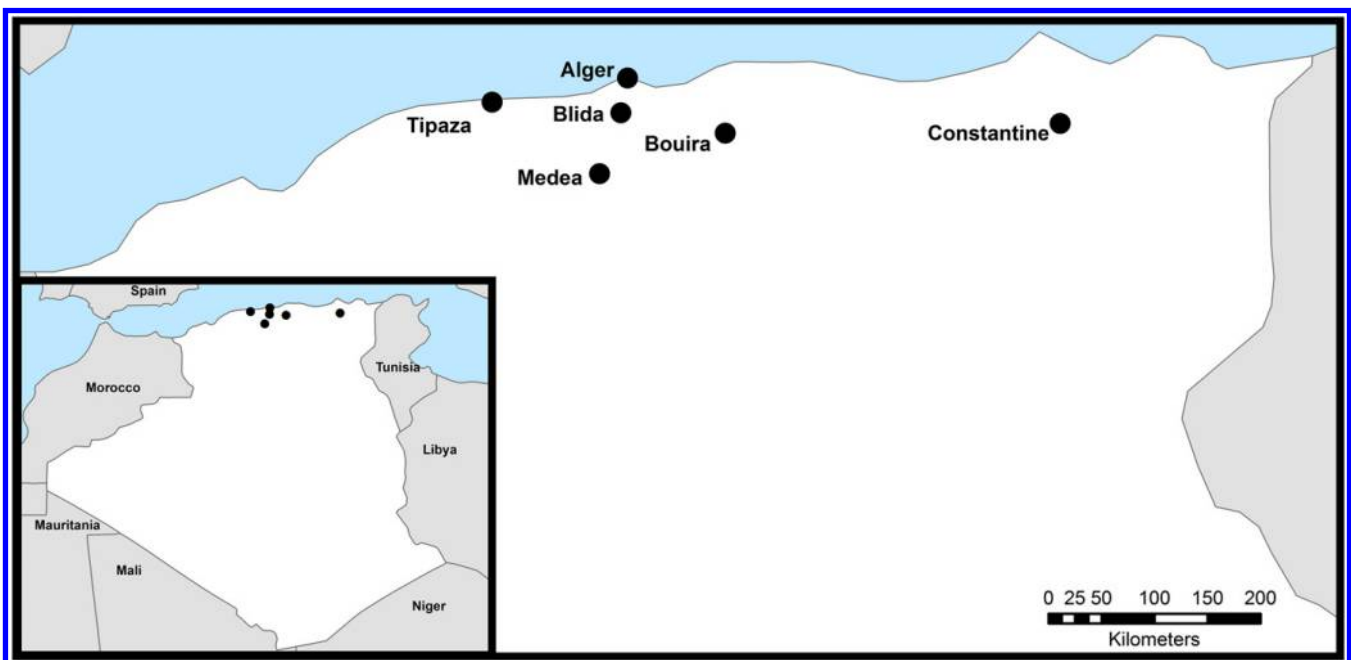 Alger
Tipaza
Blida
Bouira
Constantine
Medea
Spain
Tunisia
Morocco
Libya
Mauritania
Mali
Niger
0 25 50 100 150 200
Kilometers